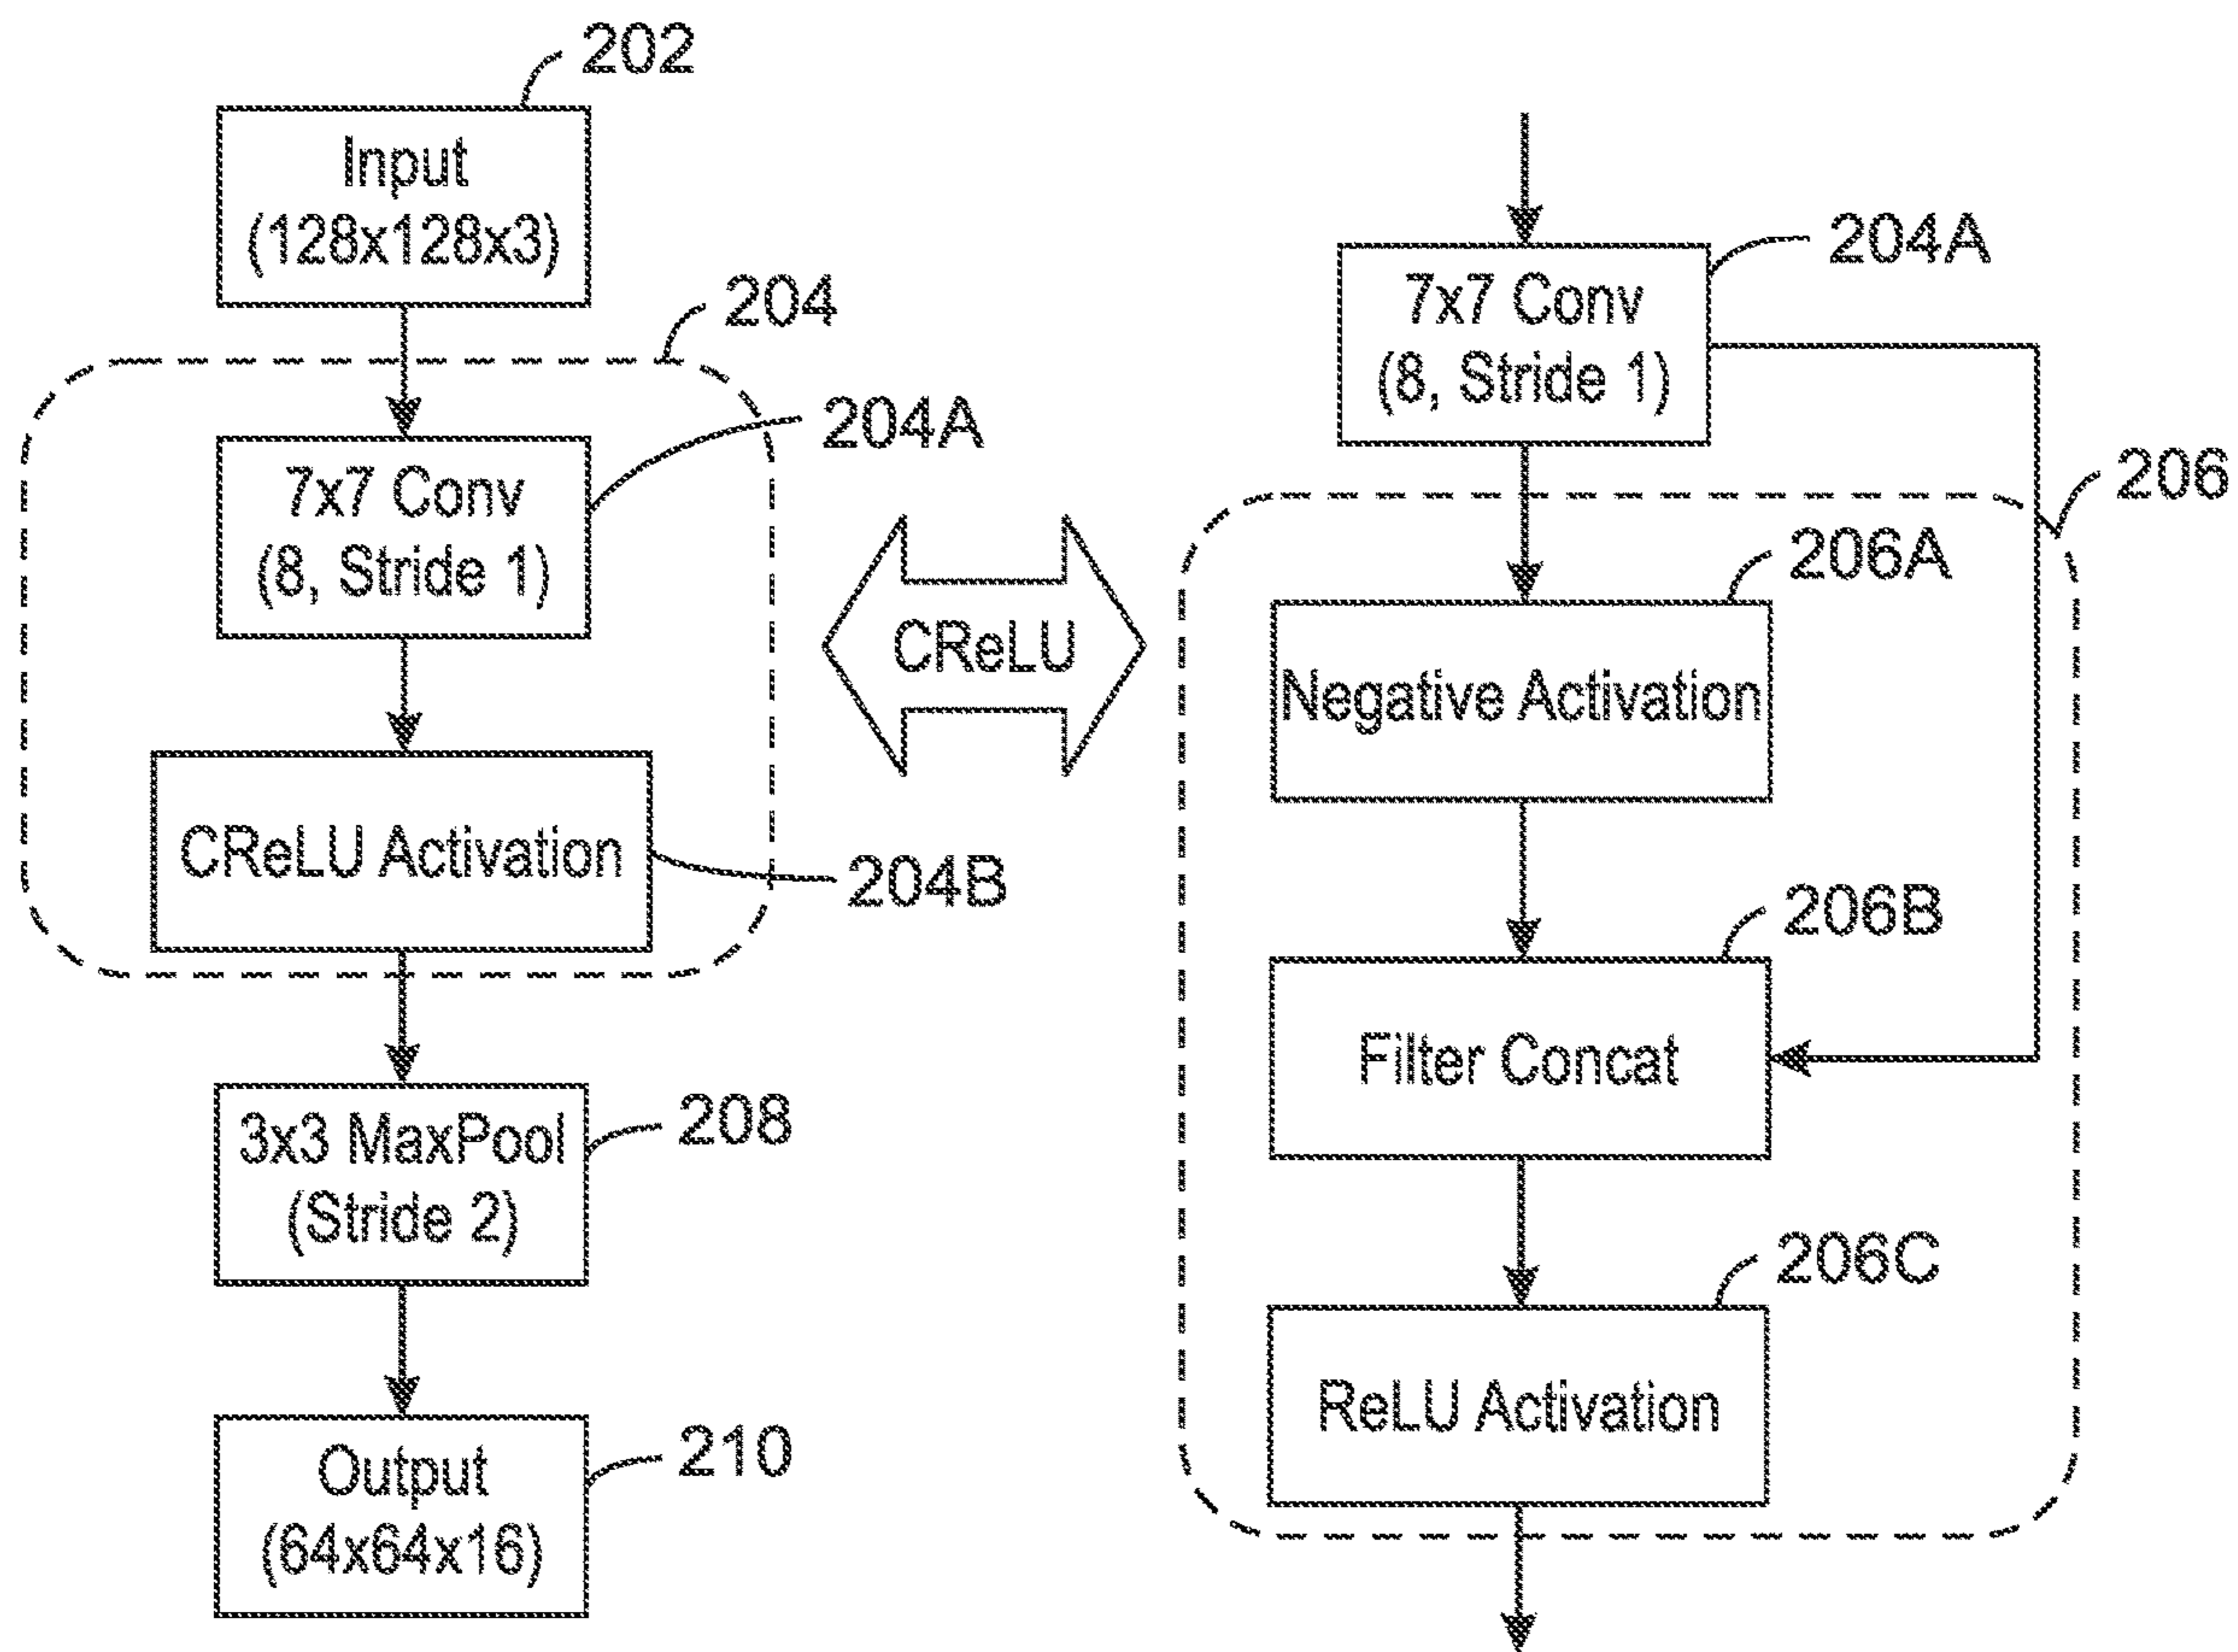 202
Input
(128x128x3)
204
204A
7x7 Conv
(8, Stride 1)
CReLU Activation
204B
3x3 MaxPool
(Stride 2)
208
Output
(64x64x16)
210
CReLU
204A
7x7 Conv
(8, Stride 1)
206
206A
Negative Activation
206B
Filter Concat
206C
ReLU Activation